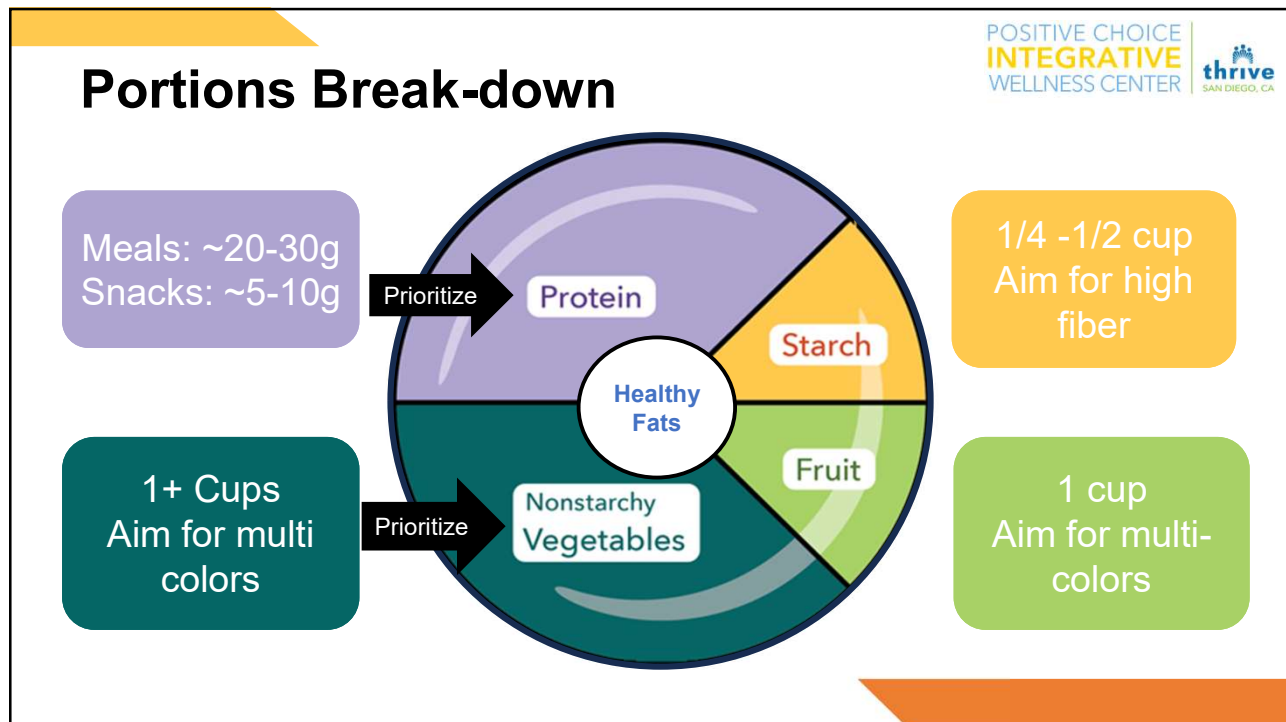 POSITIVE CHOICE
INTEGRATIVE
WELLNESS CENTER
thrive
SAN DIEGO, CA
Portions Break-down
Meals: ~20-30g
Snacks: ~5-10g
Prioritize
Protein
Starch
1/4 -1/2 cup
Aim for high
fiber
Healthy
Fats
1+ Cups
Aim for multi
colors
Prioritize
Nonstarchy
Vegetables
Fruit
1 cup
Aim for multi-
colors